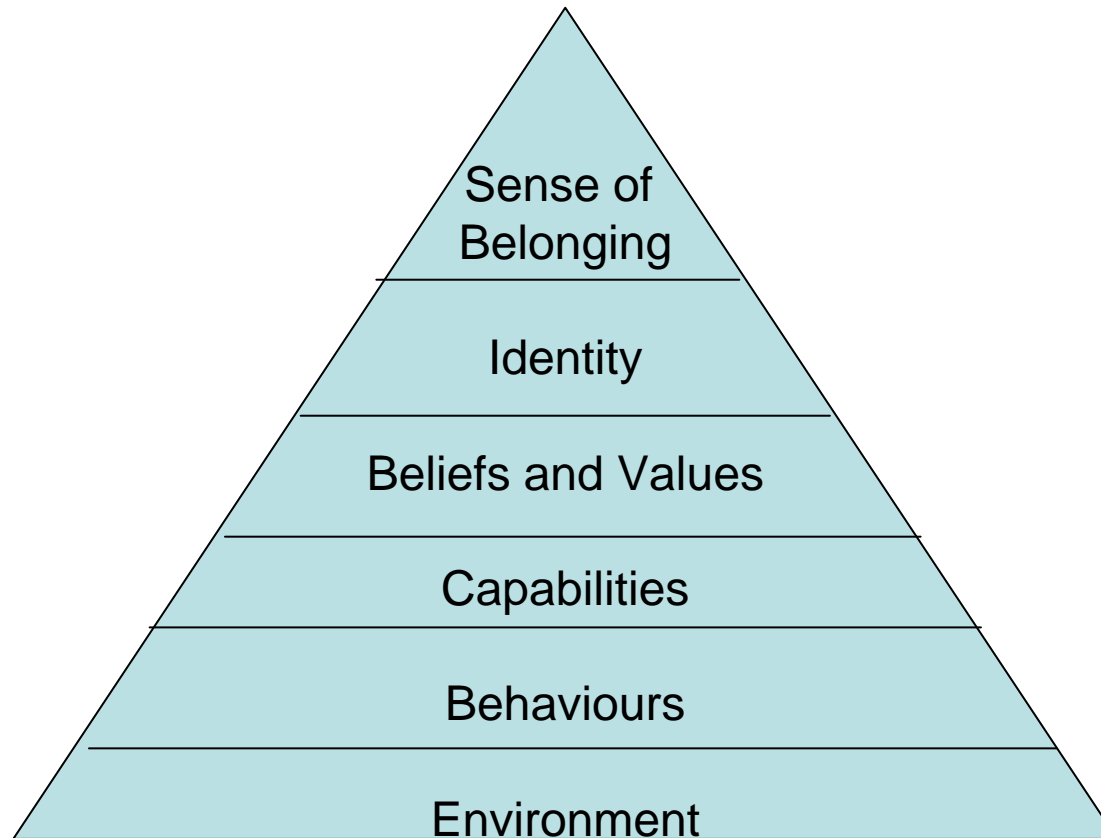 Sense of
Belonging
Identity
Beliefs and Values
Capabilities
Behaviours
Environment